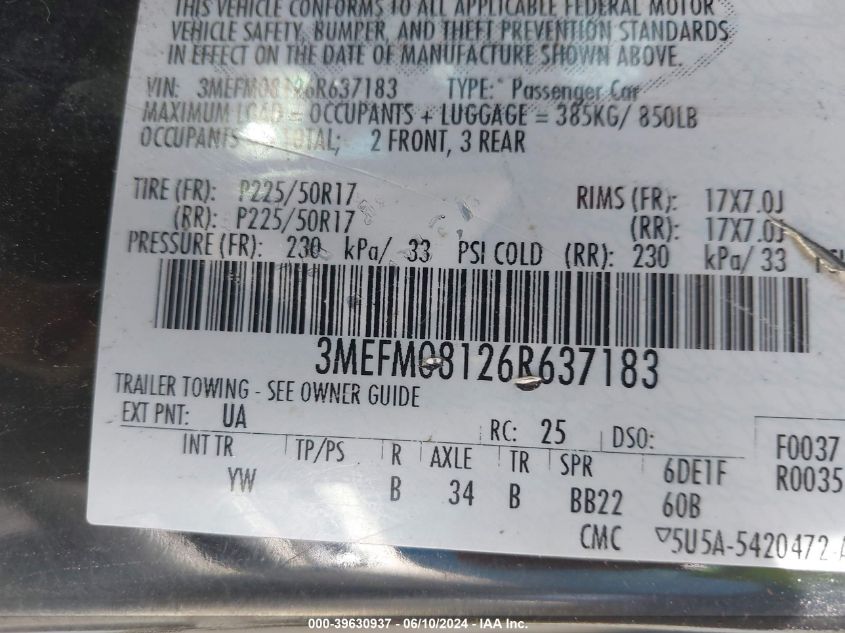 THIS VEHICLE CONFORMS TO ALL APPLICABLE FEDERAL MOTOR
VEHICLE SAFETY, BUMPER, AND THEFT PREVENTION STANDARDS
IN EFFECT ON THE DATE OF MANUFACTURE SHOWN ABOVE.
VIN: 3MEFM08126R637183 TYPE: Passenger Car
MAXIMUM LOAD = OCCUPANTS + LUGGAGE = 385KG/ 850LB
OCCUPANTS TOTAL; 2 FRONT, 3 REAR
TIRE (FR): P225/50R17 RIMS (FR): 17X7.0J
(RR): P225/50R17 (RR): 17X7.0J
PRESSURE (FR): 230 kPa/ 33 PSI COLD (RR): 230 kPa/ 33
3MEFM08126R637183
TRAILER TOWING - SEE OWNER GUIDE
EXT PNT: UA RC: 25 DSO: F0037
INT TR TP/PS R AXLE TR SPR 6DE1F R0035
YW B 34 B BB22 60B
CMC ▽5U5A-5420472-A
000-39630937 - 06/10/2024 - IAA Inc.